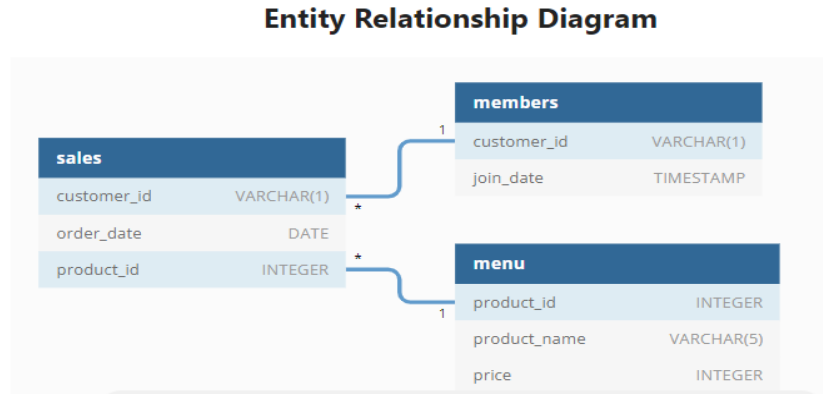 Entity Relationship Diagram
sales
customer_id VARCHAR(1)
order_date DATE
product_id INTEGER
*
*
1
1
members
customer_id VARCHAR(1)
join_date TIMESTAMP
menu
product_id INTEGER
product_name VARCHAR(5)
price INTEGER